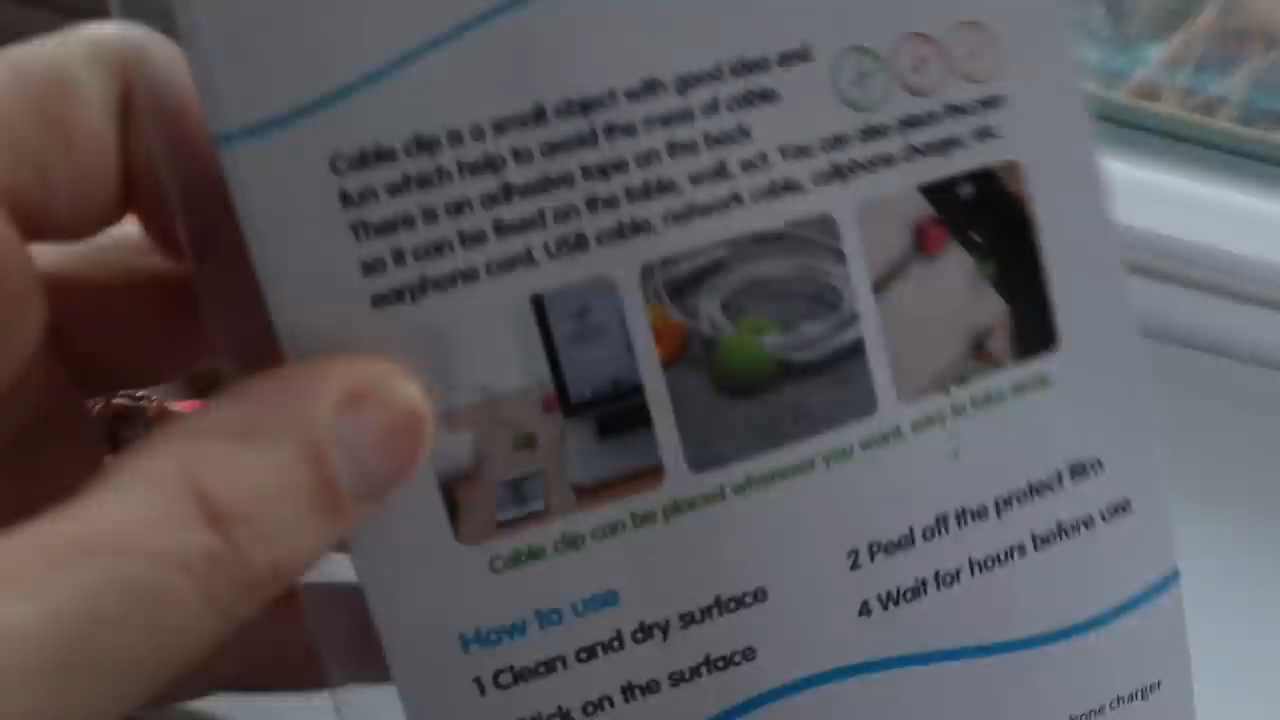 Cable clip is a small object with good idea and
fun which help to avoid the mess of cable.
There is an adhesive tape on the back
so it can be fixed on the table, wall, ect. You can also place the
earphone cord, USB cable, network cable, cellphone charger, etc.
Cable clip can be placed wherever you want, easy to take
How to use
1 Clean and dry surface
2 Peel off the protect film
on the surface
4 Wait for hours before use
charger